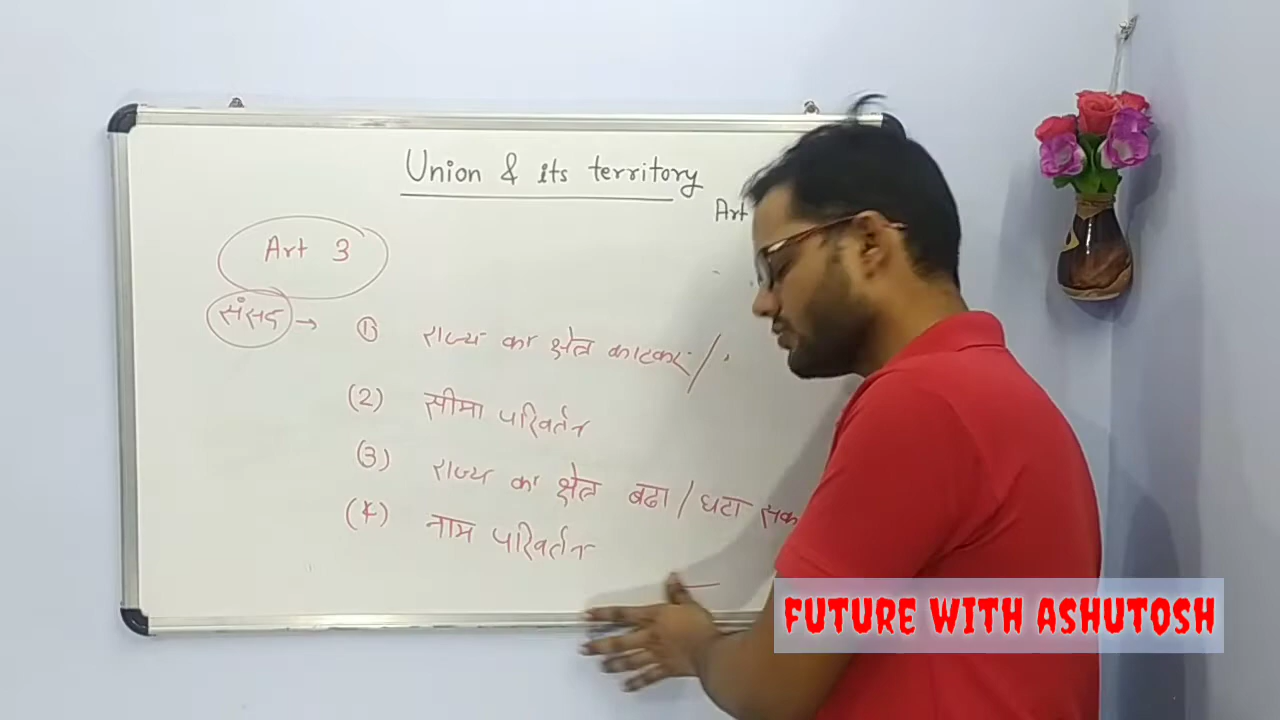 Union & its territory
Art
Art 3
संसद → ① राज्य का क्षेत्र काटकर /
(2) सीमा परिवर्तन
(3) राज्य का क्षेत्र बढा / घटा सक
(4) नाम परिवर्तन
FUTURE WITH ASHUTOSH